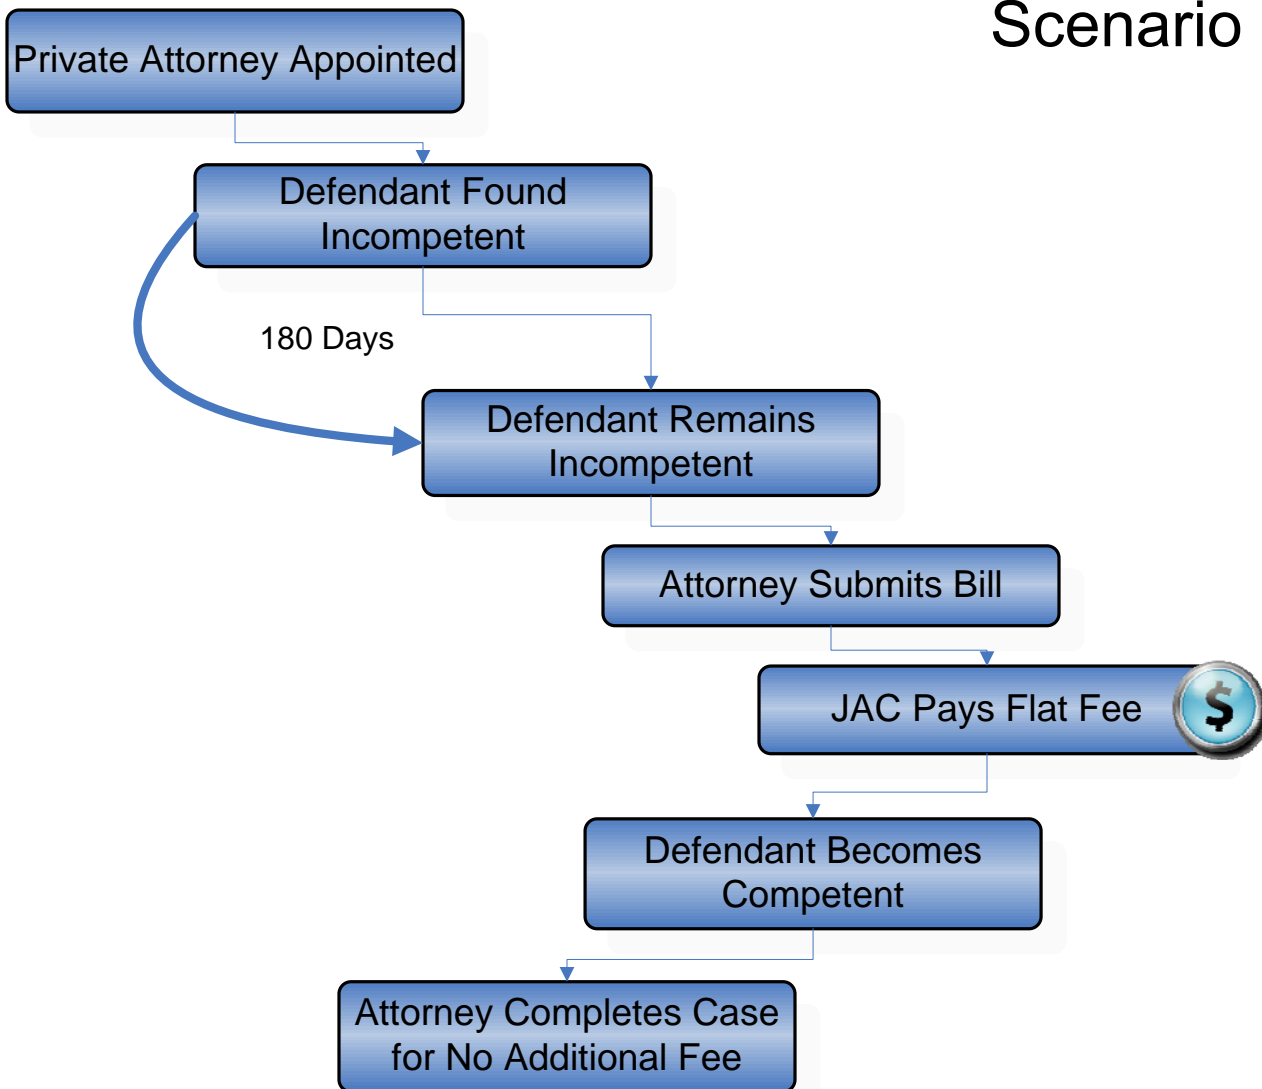 Scenario
Private Attorney Appointed
Defendant Found
Incompetent
180 Days
Defendant Remains
Incompetent
Attorney Submits Bill
JAC Pays Flat Fee
$
Defendant Becomes
Competent
Attorney Completes Case
for No Additional Fee